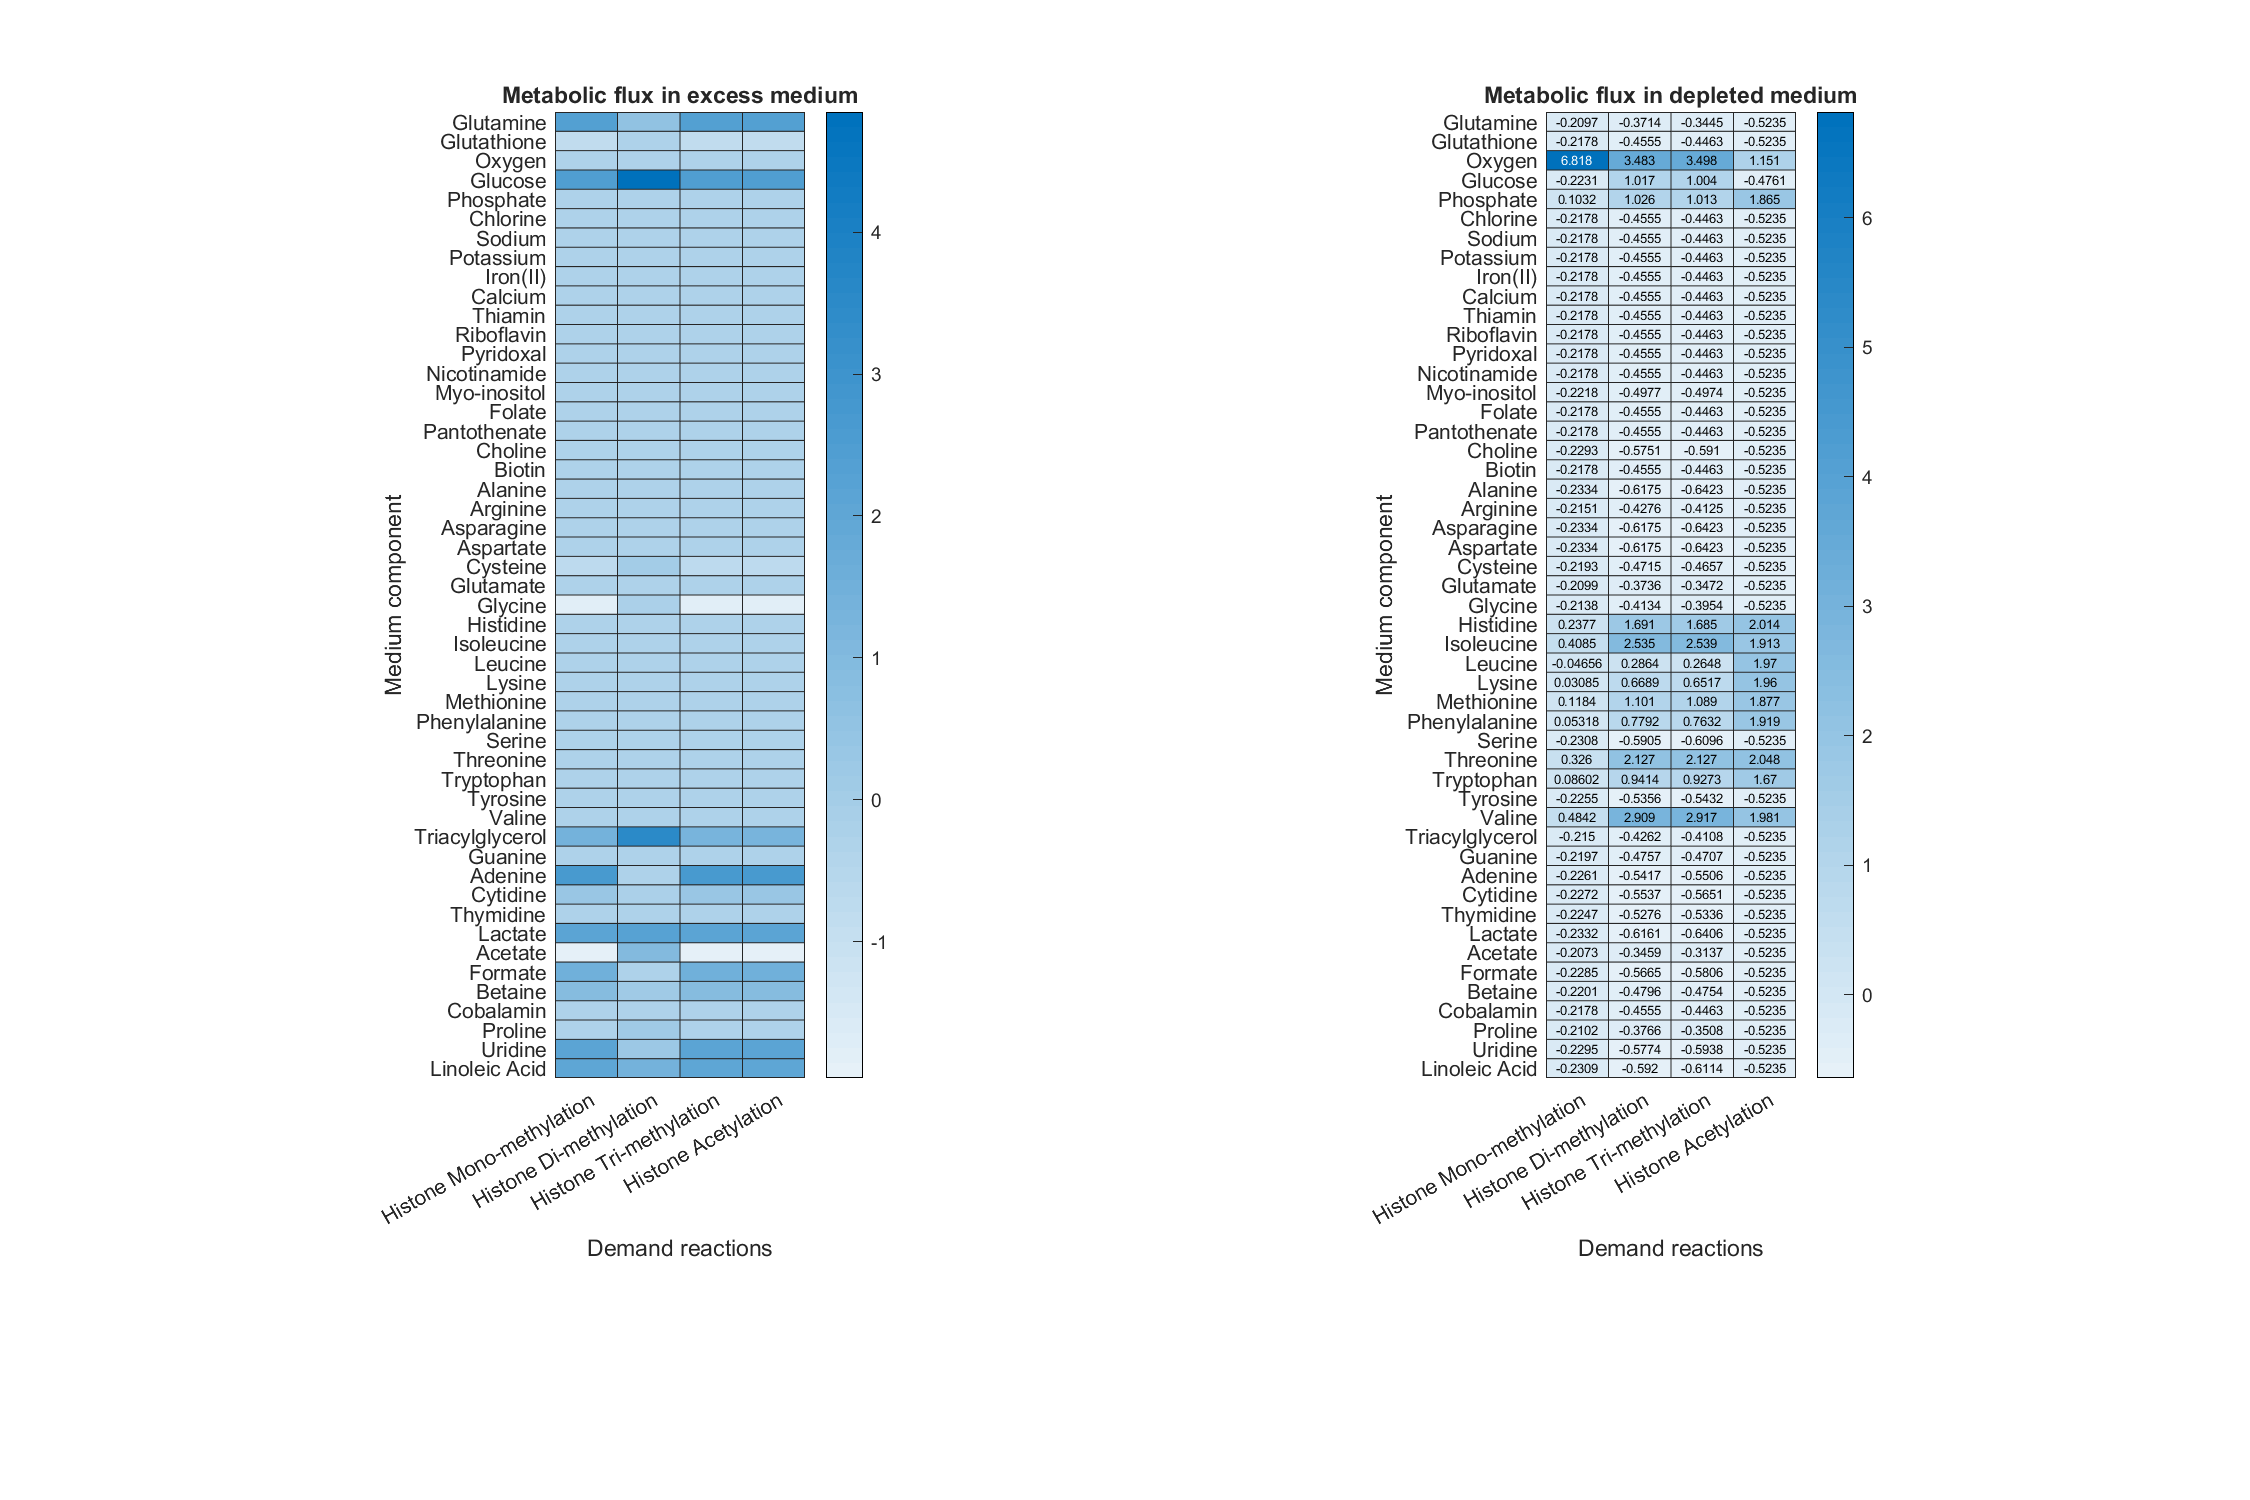 Metabolic flux in excess medium
Medium component
Glutamine
Glutathione
Oxygen
Glucose
Phosphate
Chlorine
Sodium
Potassium
Iron(II)
Calcium
Thiamin
Riboflavin
Pyridoxal
Nicotinamide
Myo-inositol
Folate
Pantothenate
Choline
Biotin
Alanine
Arginine
Asparagine
Aspartate
Cysteine
Glutamate
Glycine
Histidine
Isoleucine
Leucine
Lysine
Methionine
Phenylalanine
Serine
Threonine
Tryptophan
Tyrosine
Valine
Triacylglycerol
Guanine
Adenine
Cytidine
Thymidine
Lactate
Acetate
Formate
Betaine
Cobalamin
Proline
Uridine
Linoleic Acid
4
3
2
1
0
-1
Histone Mono-methylation
Histone Di-methylation
Histone Tri-methylation
Histone Acetylation
Demand reactions
Metabolic flux in depleted medium
Medium component
Glutamine -0.2097 -0.3714 -0.3445 -0.5235
Glutathione -0.2178 -0.4555 -0.4463 -0.5235
Oxygen 6.818 3.483 3.498 1.151
Glucose -0.2231 1.017 1.004 -0.4761
Phosphate 0.1032 1.026 1.013 1.865
Chlorine -0.2178 -0.4555 -0.4463 -0.5235
Sodium -0.2178 -0.4555 -0.4463 -0.5235
Potassium -0.2178 -0.4555 -0.4463 -0.5235
Iron(II) -0.2178 -0.4555 -0.4463 -0.5235
Calcium -0.2178 -0.4555 -0.4463 -0.5235
Thiamin -0.2178 -0.4555 -0.4463 -0.5235
Riboflavin -0.2178 -0.4555 -0.4463 -0.5235
Pyridoxal -0.2178 -0.4555 -0.4463 -0.5235
Nicotinamide -0.2178 -0.4555 -0.4463 -0.5235
Myo-inositol -0.2218 -0.4977 -0.4974 -0.5235
Folate -0.2178 -0.4555 -0.4463 -0.5235
Pantothenate -0.2178 -0.4555 -0.4463 -0.5235
Choline -0.2293 -0.5751 -0.591 -0.5235
Biotin -0.2178 -0.4555 -0.4463 -0.5235
Alanine -0.2334 -0.6175 -0.6423 -0.5235
Arginine -0.2151 -0.4276 -0.4125 -0.5235
Asparagine -0.2334 -0.6175 -0.6423 -0.5235
Aspartate -0.2334 -0.6175 -0.6423 -0.5235
Cysteine -0.2193 -0.4715 -0.4657 -0.5235
Glutamate -0.2099 -0.3736 -0.3472 -0.5235
Glycine -0.2138 -0.4134 -0.3954 -0.5235
Histidine 0.2377 1.691 1.685 2.014
Isoleucine 0.4085 2.535 2.539 1.913
Leucine -0.04656 0.2864 0.2648 1.97
Lysine 0.03085 0.6689 0.6517 1.96
Methionine 0.1184 1.101 1.089 1.877
Phenylalanine 0.05318 0.7792 0.7632 1.919
Serine -0.2308 -0.5905 -0.6096 -0.5235
Threonine 0.326 2.127 2.127 2.048
Tryptophan 0.08602 0.9414 0.9273 1.67
Tyrosine -0.2255 -0.5356 -0.5432 -0.5235
Valine 0.4842 2.909 2.917 1.981
Triacylglycerol -0.215 -0.4262 -0.4108 -0.5235
Guanine -0.2197 -0.4757 -0.4707 -0.5235
Adenine -0.2261 -0.5417 -0.5506 -0.5235
Cytidine -0.2272 -0.5537 -0.5651 -0.5235
Thymidine -0.2247 -0.5276 -0.5336 -0.5235
Lactate -0.2332 -0.6161 -0.6406 -0.5235
Acetate -0.2073 -0.3459 -0.3137 -0.5235
Formate -0.2285 -0.5665 -0.5806 -0.5235
Betaine -0.2201 -0.4796 -0.4754 -0.5235
Cobalamin -0.2178 -0.4555 -0.4463 -0.5235
Proline -0.2102 -0.3766 -0.3508 -0.5235
Uridine -0.2295 -0.5774 -0.5938 -0.5235
Linoleic Acid -0.2309 -0.592 -0.6114 -0.5235
6
5
4
3
2
1
0
Histone Mono-methylation
Histone Di-methylation
Histone Tri-methylation
Histone Acetylation
Demand reactions